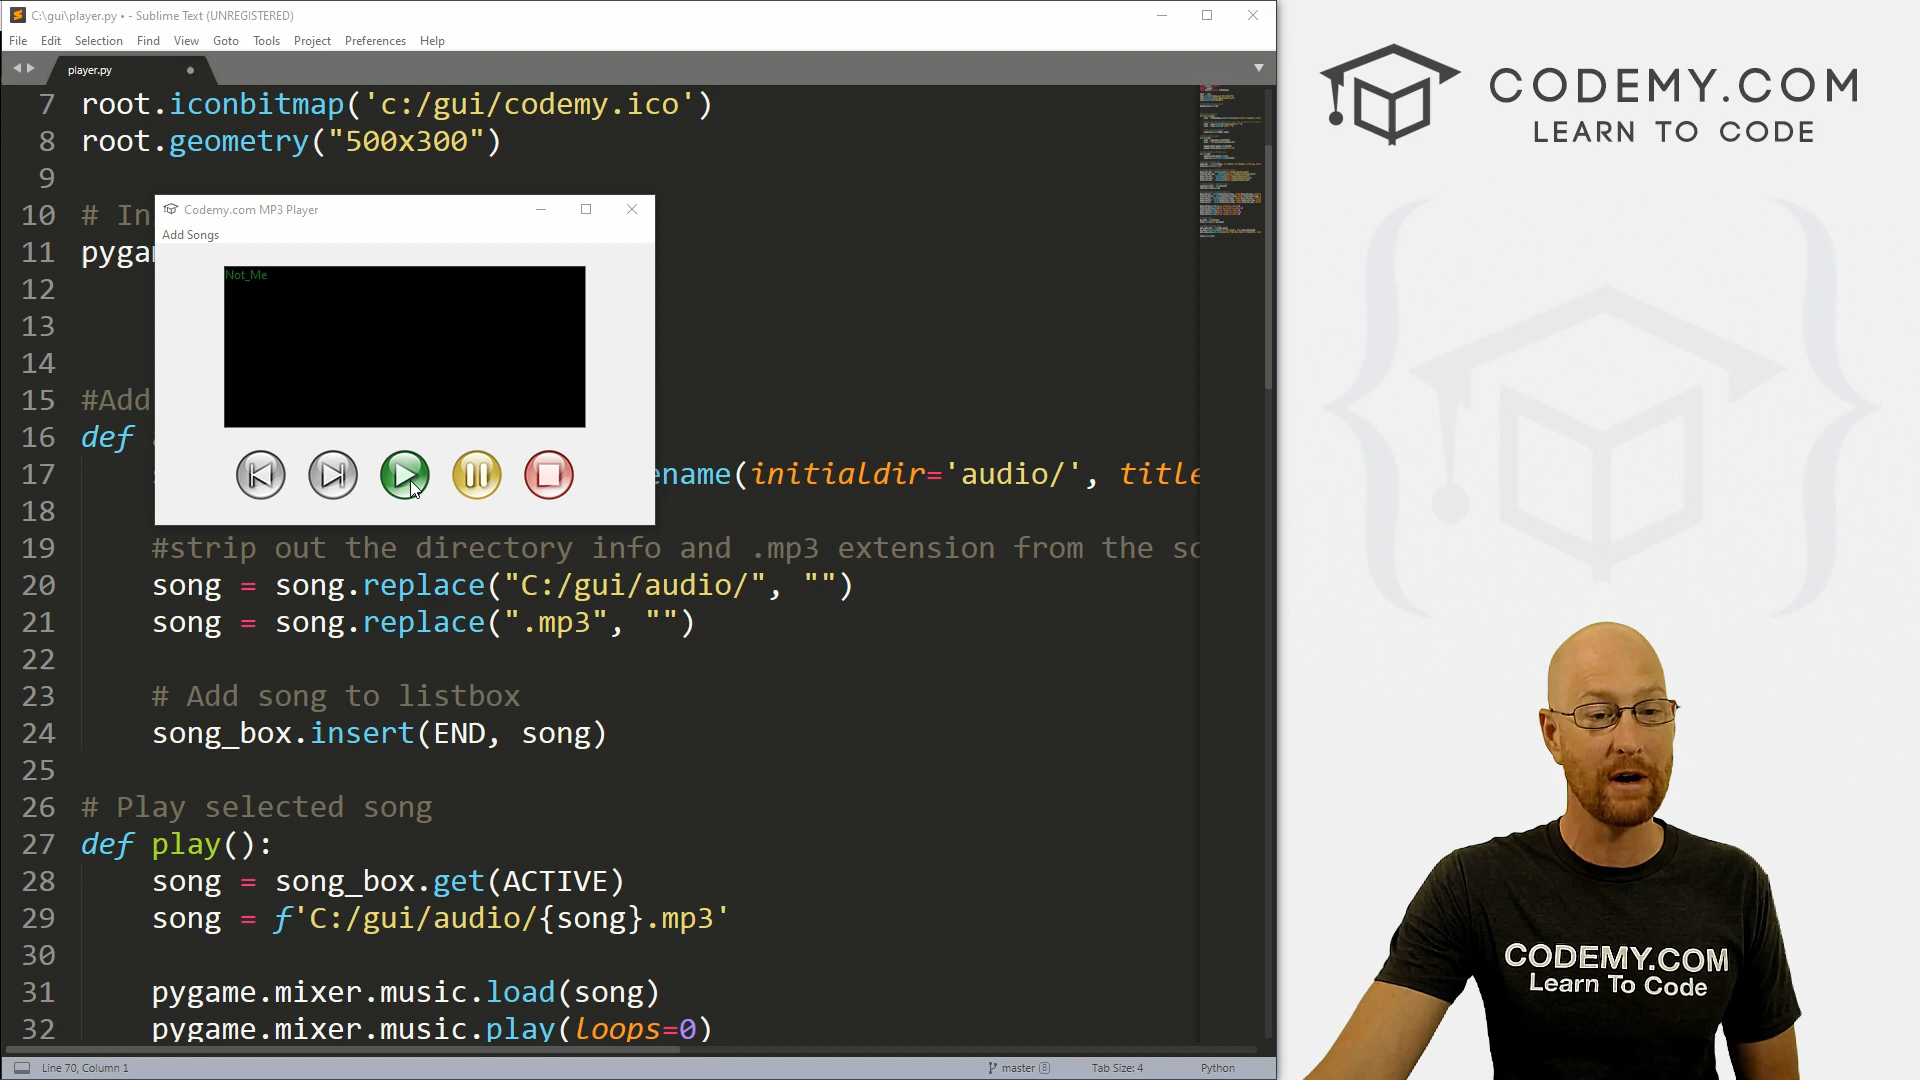 C:\gui\player.py • - Sublime Text (UNREGISTERED)
File Edit Selection Find View Goto Tools Project Preferences Help
player.py
7 root.iconbitmap('c:/gui/codemy.ico')
8 root.geometry("500x300")
9
10 # In
11 pygam
12
13
14
15 #Add
16 def
17 ename(initialdir='audio/', title
18
19 #strip out the directory info and .mp3 extension from the so
20 song = song.replace("C:/gui/audio/", "")
21 song = song.replace(".mp3", "")
22
23 # Add song to listbox
24 song_box.insert(END, song)
25
26 # Play selected song
27 def play():
28 song = song_box.get(ACTIVE)
29 song = f'C:/gui/audio/{song}.mp3'
30
31 pygame.mixer.music.load(song)
32 pygame.mixer.music.play(loops=0)
Codemy.com MP3 Player
Add Songs
Not_Me
Line 70, Column 1
master 8
Tab Size: 4
Python
CODEMY.COM
LEARN TO CODE
CODEMY.COM
Learn To Code